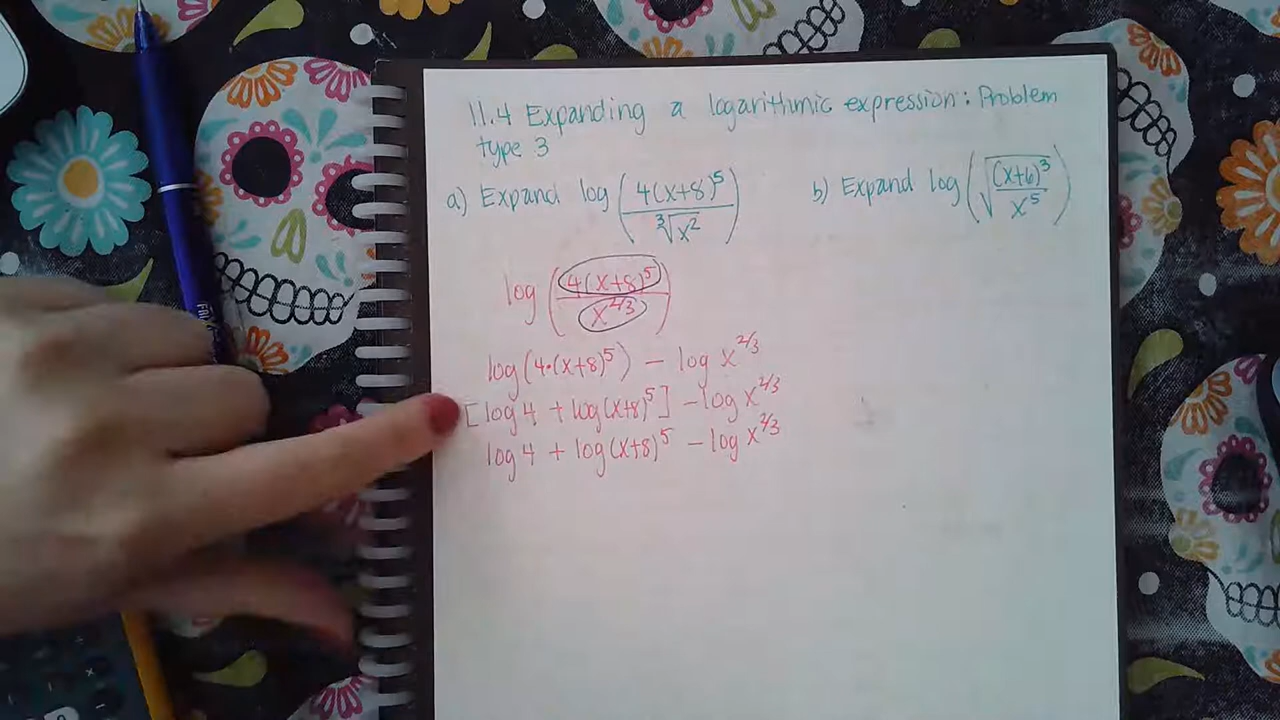 11.4 Expanding a logarithmic expression: Problem
type 3
a) Expand log(4(x+8)⁵/∛x²)
b) Expand log(√((x+6)³/x⁵))
log(4(x+8)⁵/x^2/3)
log(4•(x+8)⁵) − log x^2/3
[log 4 + log(x+8)⁵] − log x^2/3
log 4 + log(x+8)⁵ − log x^2/3